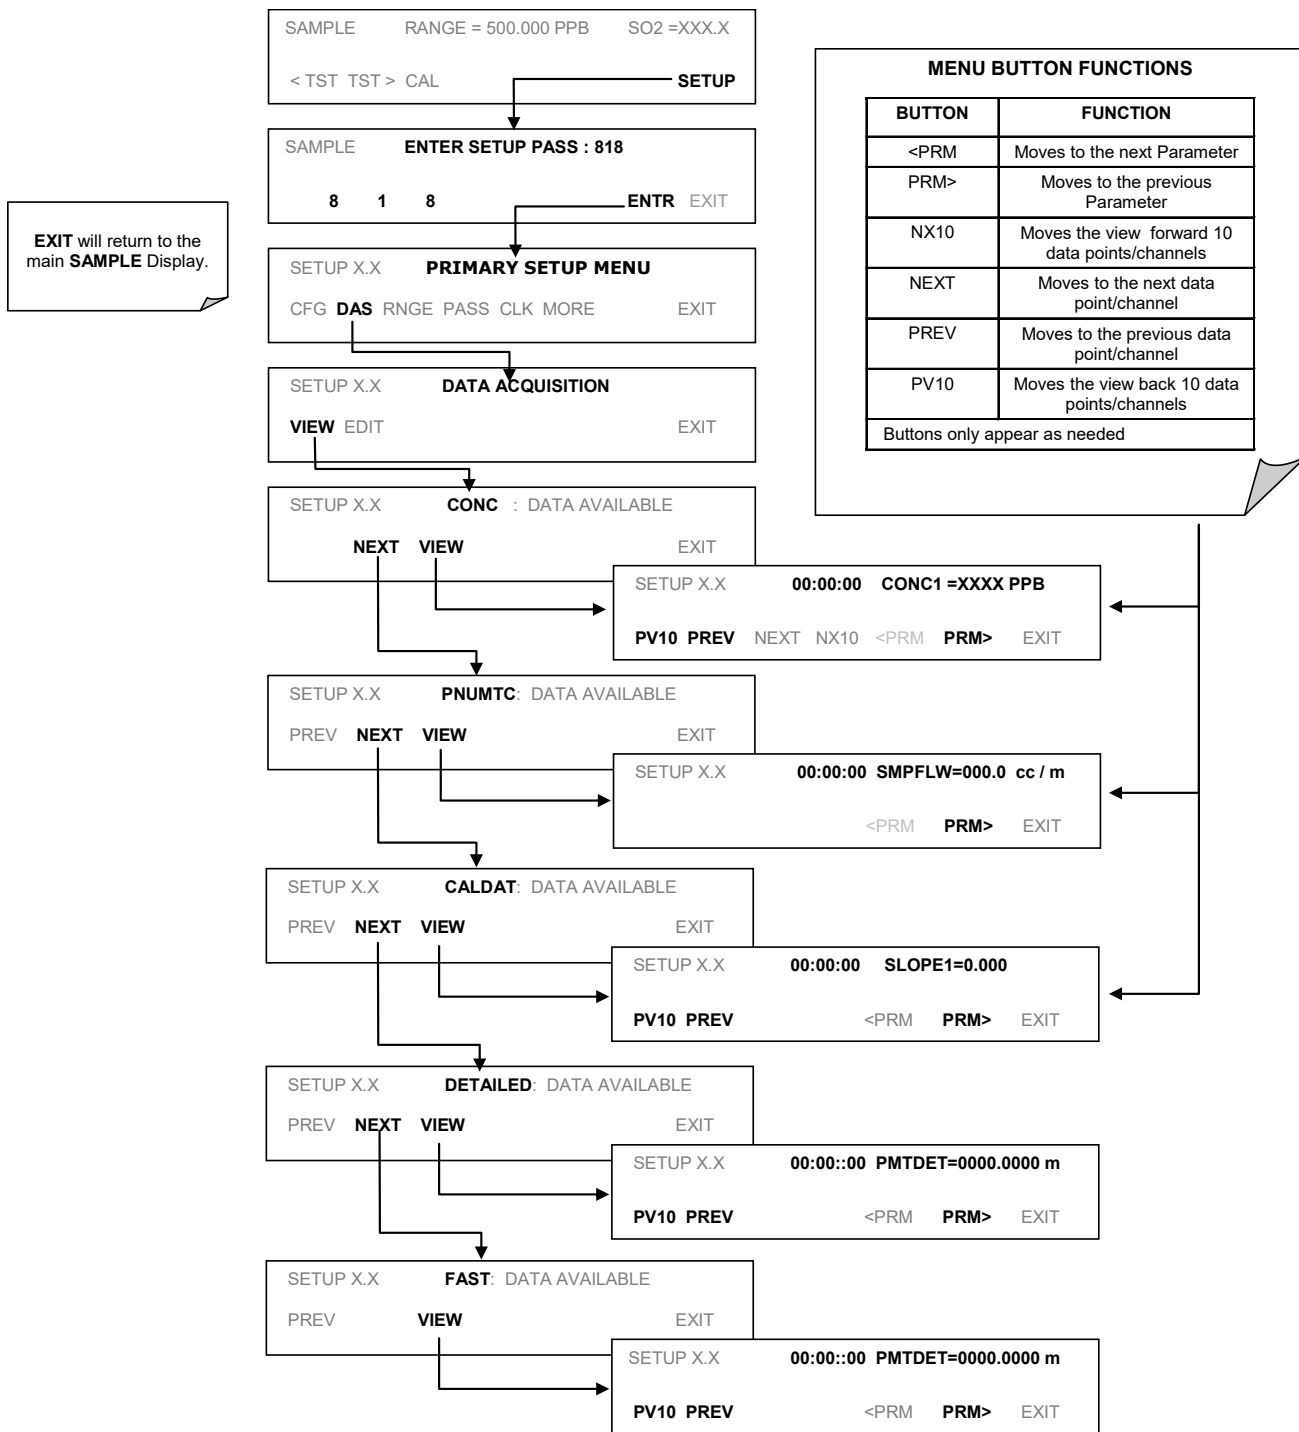 SAMPLE RANGE = 500.000 PPB SO2 =XXX.X
< TST TST > CAL SETUP
SAMPLE ENTER SETUP PASS : 818
8 1 8 ENTR EXIT
EXIT will return to the
main SAMPLE Display.
SETUP X.X PRIMARY SETUP MENU
CFG DAS RNGE PASS CLK MORE EXIT
SETUP X.X DATA ACQUISITION
VIEW EDIT EXIT
MENU BUTTON FUNCTIONS
BUTTON FUNCTION
<PRM Moves to the next Parameter
PRM> Moves to the previous
Parameter
NX10 Moves the view forward 10
data points/channels
NEXT Moves to the next data
point/channel
PREV Moves to the previous data
point/channel
PV10 Moves the view back 10 data
points/channels
Buttons only appear as needed
SETUP X.X CONC : DATA AVAILABLE
NEXT VIEW EXIT
SETUP X.X 00:00:00 CONC1 =XXXX PPB
PV10 PREV NEXT NX10 <PRM PRM> EXIT
SETUP X.X PNUMTC: DATA AVAILABLE
PREV NEXT VIEW EXIT
SETUP X.X 00:00:00 SMPFLW=000.0 cc / m
<PRM PRM> EXIT
SETUP X.X CALDAT: DATA AVAILABLE
PREV NEXT VIEW EXIT
SETUP X.X 00:00:00 SLOPE1=0.000
PV10 PREV <PRM PRM> EXIT
SETUP X.X DETAILED: DATA AVAILABLE
PREV NEXT VIEW EXIT
SETUP X.X 00:00::00 PMTDET=0000.0000 m
PV10 PREV <PRM PRM> EXIT
SETUP X.X FAST: DATA AVAILABLE
PREV VIEW EXIT
SETUP X.X 00:00::00 PMTDET=0000.0000 m
PV10 PREV <PRM PRM> EXIT